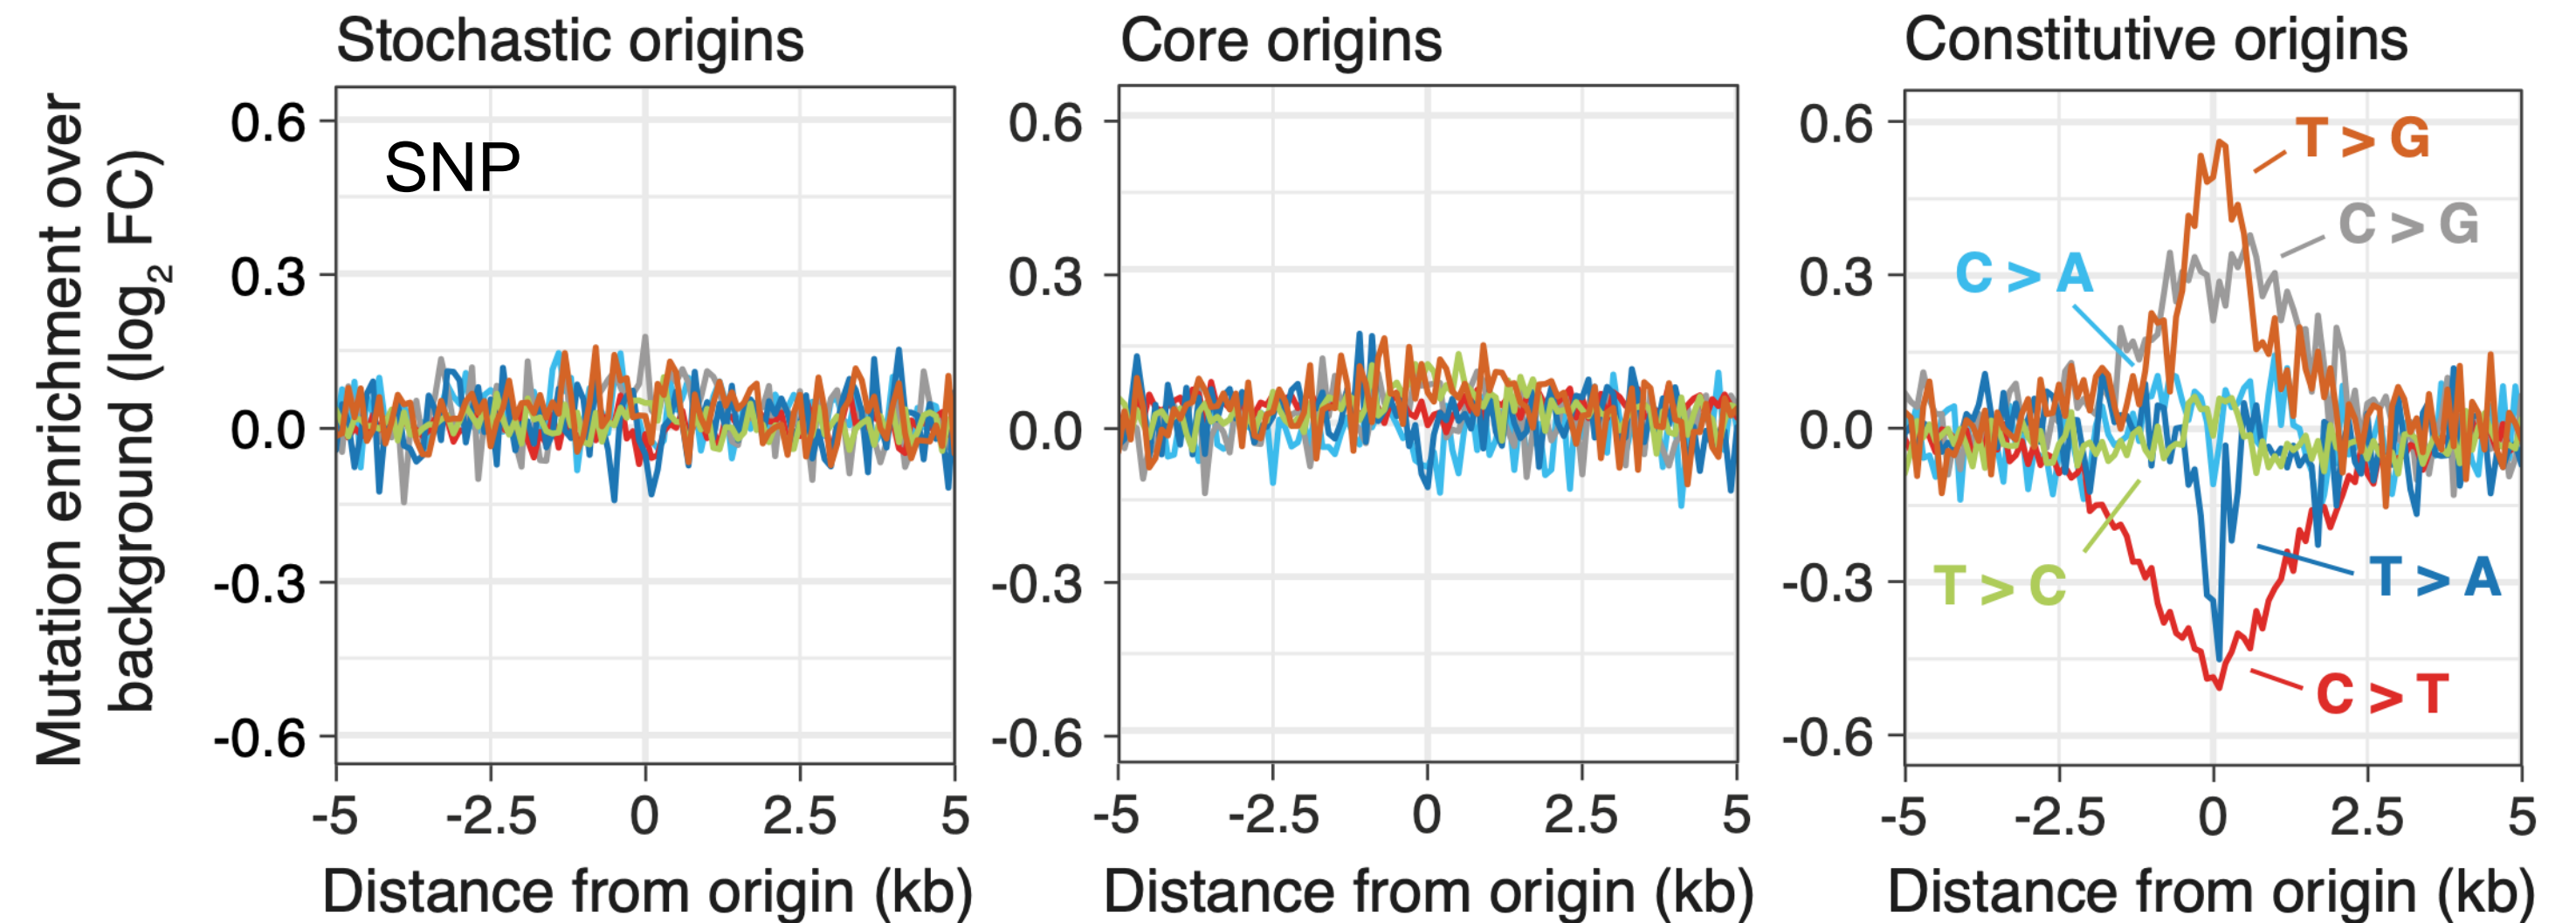 Stochastic origins
Core origins
Constitutive origins
Mutation enrichment over
background (log₂ FC)
0.6
0.3
0.0
-0.3
-0.6
SNP
-5
-2.5
0
2.5
5
Distance from origin (kb)
0.6
0.3
0.0
-0.3
-0.6
-5
-2.5
0
2.5
5
Distance from origin (kb)
0.6
0.3
0.0
-0.3
-0.6
T > G
C > G
C > A
T > C
T > A
C > T
-5
-2.5
0
2.5
5
Distance from origin (kb)